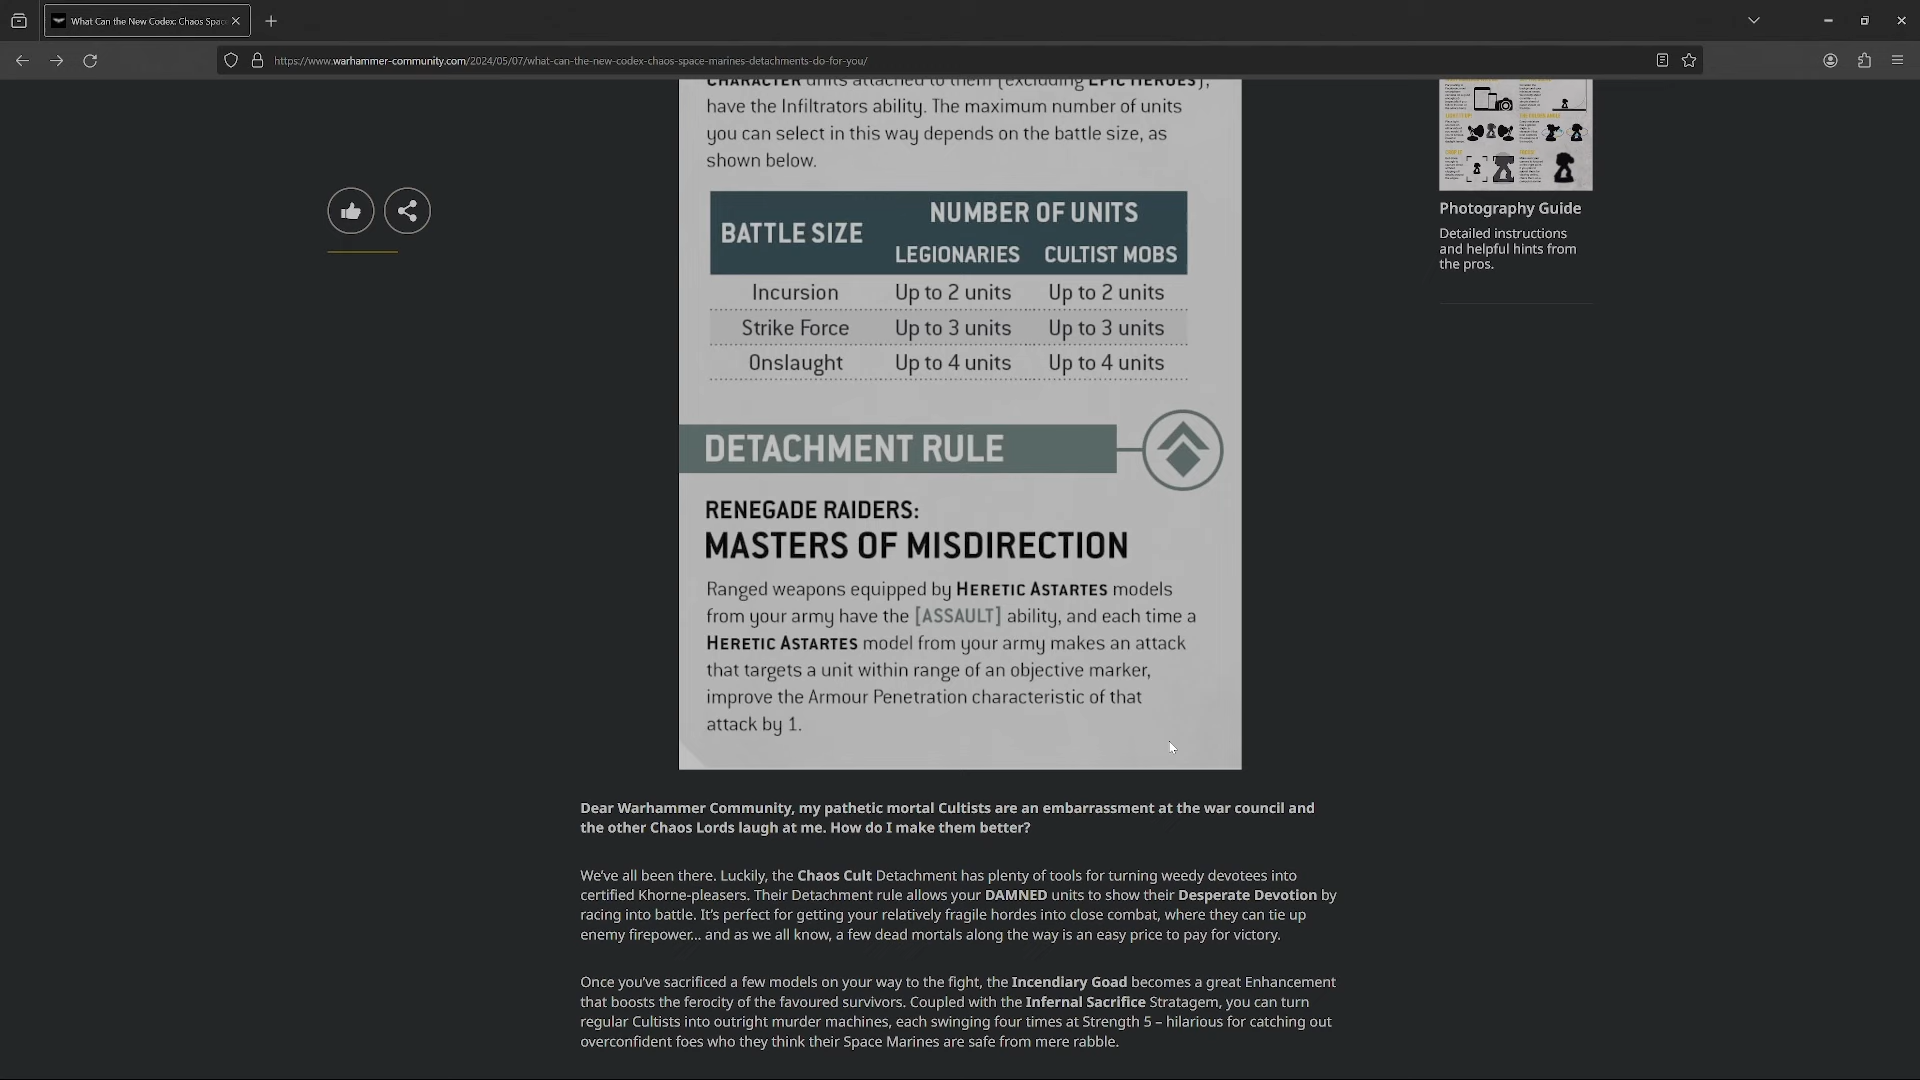 What Can the New Codex: Chaos Spac
https://www.warhammer-community.com/2024/05/07/what-can-the-new-codex-chaos-space-marines-detachments-do-for-you/
CHARACTER units attached to them (excluding EPIC HEROES),
have the Infiltrators ability. The maximum number of units
you can select in this way depends on the battle size, as
shown below.
BATTLE SIZE
NUMBER OF UNITS
LEGIONARIES CULTIST MOBS
Incursion Up to 2 units Up to 2 units
Strike Force Up to 3 units Up to 3 units
Onslaught Up to 4 units Up to 4 units
DETACHMENT RULE
RENEGADE RAIDERS:
MASTERS OF MISDIRECTION
Ranged weapons equipped by HERETIC ASTARTES models
from your army have the [ASSAULT] ability, and each time a
HERETIC ASTARTES model from your army makes an attack
that targets a unit within range of an objective marker,
improve the Armour Penetration characteristic of that
attack by 1.
Photography Guide
Detailed instructions
and helpful hints from
the pros.
Dear Warhammer Community, my pathetic mortal Cultists are an embarrassment at the war council and
the other Chaos Lords laugh at me. How do I make them better?
We've all been there. Luckily, the Chaos Cult Detachment has plenty of tools for turning weedy devotees into
certified Khorne-pleasers. Their Detachment rule allows your DAMNED units to show their Desperate Devotion by
racing into battle. It's perfect for getting your relatively fragile hordes into close combat, where they can tie up
enemy firepower… and as we all know, a few dead mortals along the way is an easy price to pay for victory.
Once you've sacrificed a few models on your way to the fight, the Incendiary Goad becomes a great Enhancement
that boosts the ferocity of the favoured survivors. Coupled with the Infernal Sacrifice Stratagem, you can turn
regular Cultists into outright murder machines, each swinging four times at Strength 5 – hilarious for catching out
overconfident foes who they think their Space Marines are safe from mere rabble.